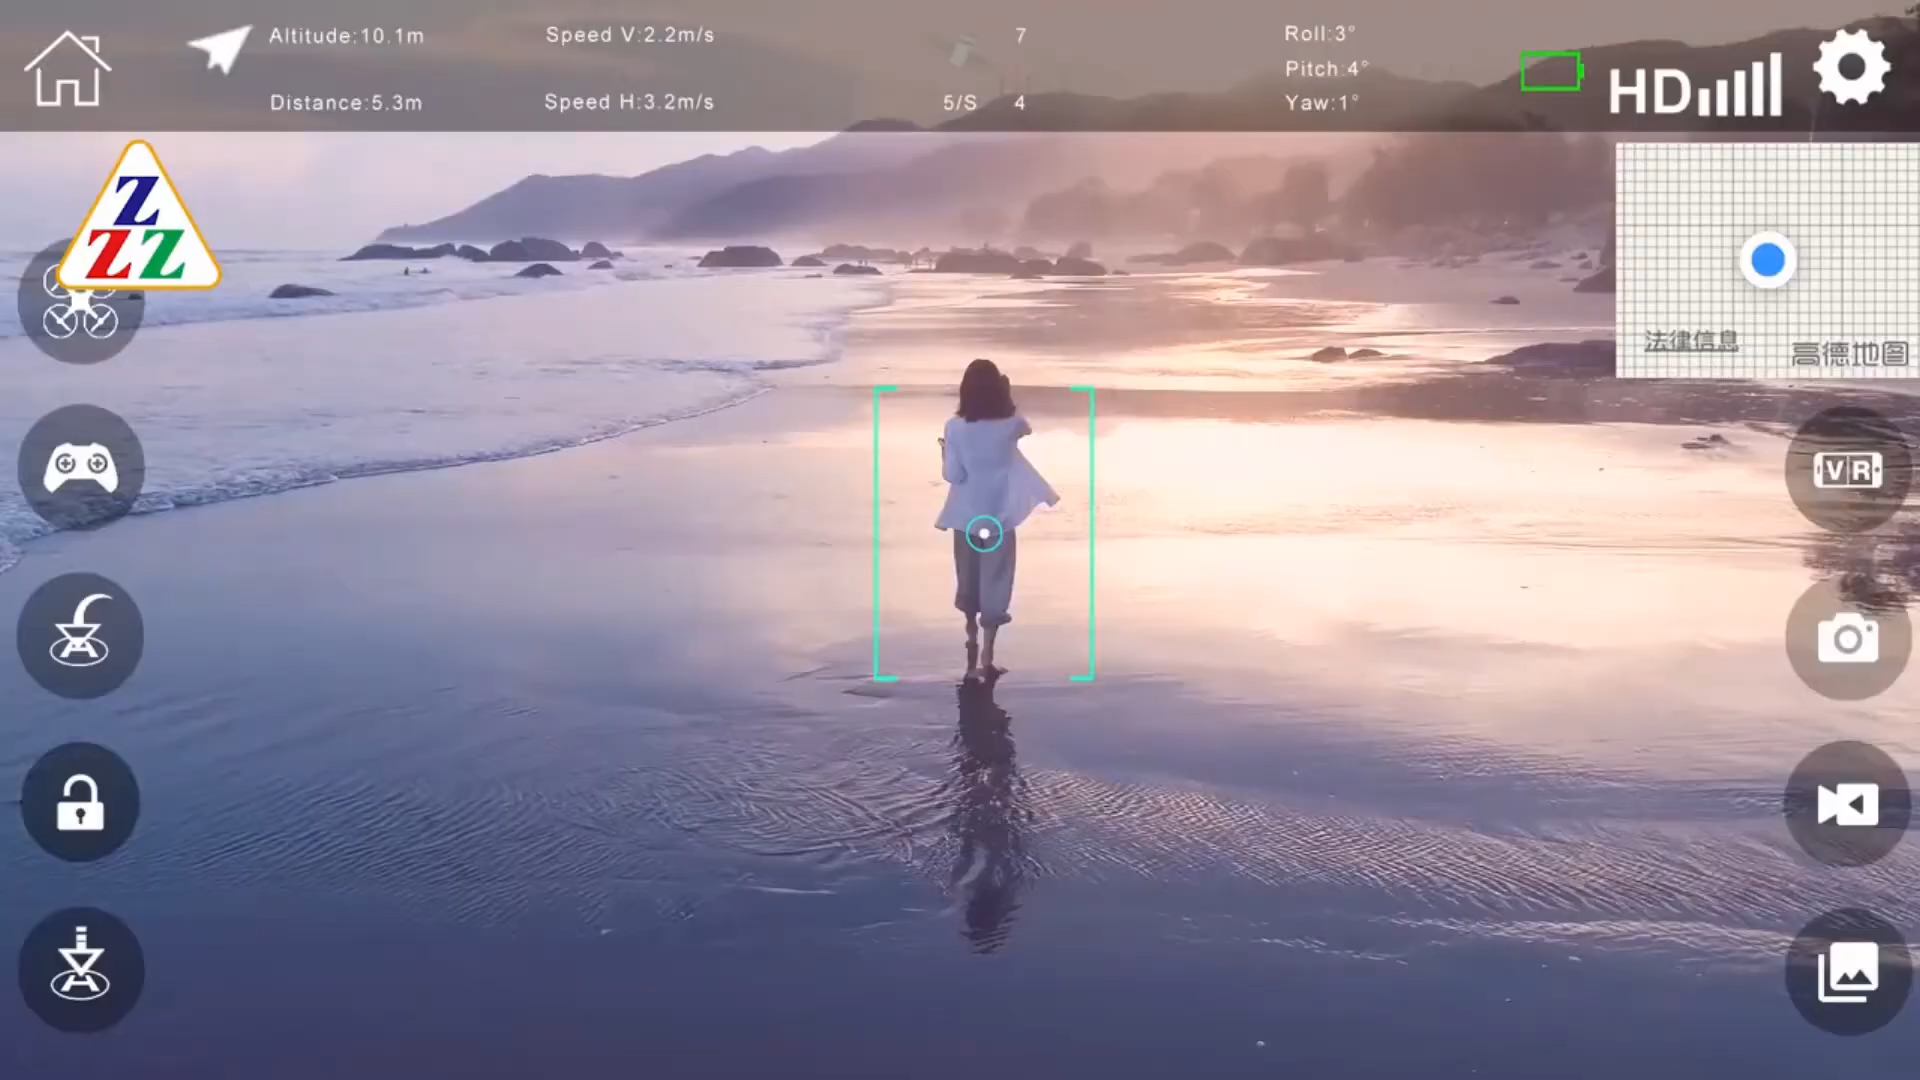 Altitude:10.1m
Speed V:2.2m/s
7
Roll:3°
Pitch:4°
Distance:5.3m
Speed H:3.2m/s
5/S
4
Yaw:1°
HD
Z
Z Z
法律信息
高德地图
VR